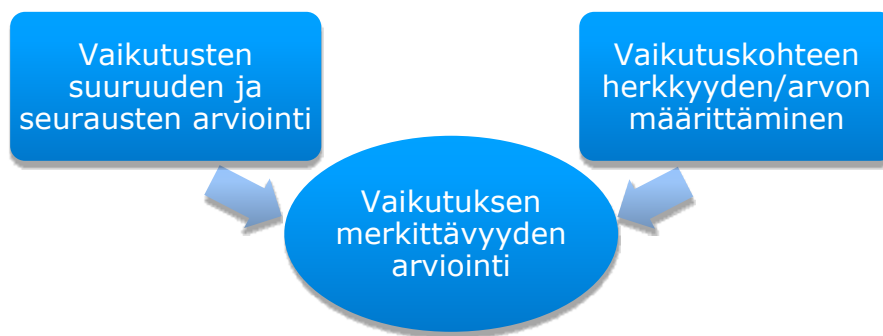 Vaikutusten
suuruuden ja
seurausten arviointi
Vaikutuskohteen
herkkyyden/arvon
määrittäminen
Vaikutuksen
merkittävyyden
arviointi